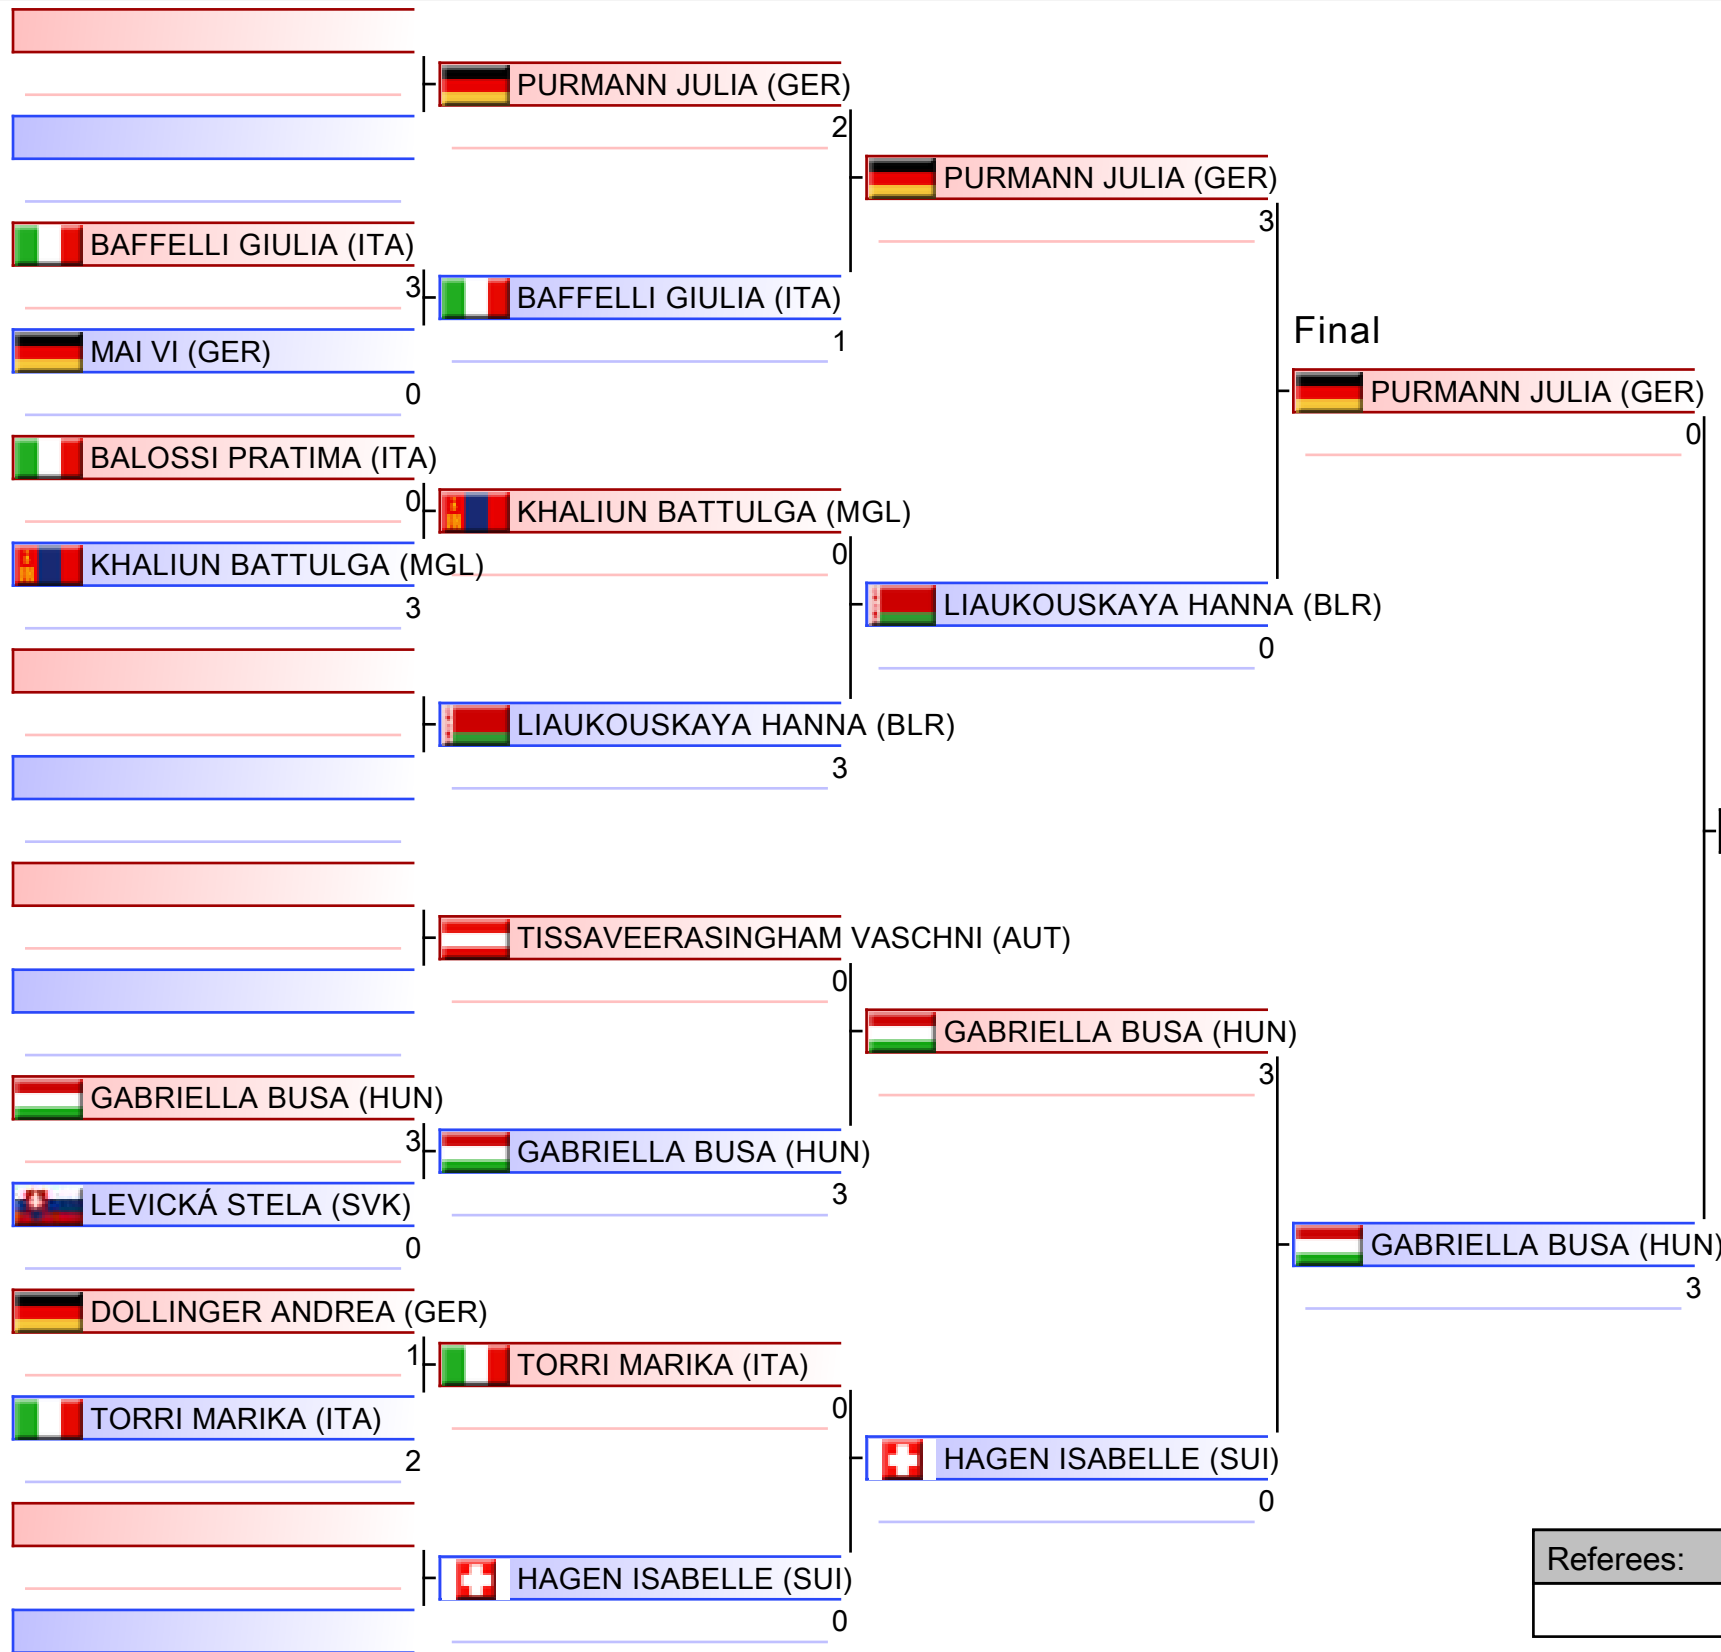 PURMANN JULIA (GER)
2
BAFFELLI GIULIA (ITA)
3
MAI VI (GER)
0
BAFFELLI GIULIA (ITA)
1
PURMANN JULIA (GER)
3
BALOSSI PRATIMA (ITA)
0
KHALIUN BATTULGA (MGL)
3
KHALIUN BATTULGA (MGL)
0
LIAUKOUSKAYA HANNA (BLR)
3
LIAUKOUSKAYA HANNA (BLR)
0
Final
PURMANN JULIA (GER)
0
TISSAVEERASINGHAM VASCHNI (AUT)
0
GABRIELLA BUSA (HUN)
3
LEVICKÁ STELA (SVK)
0
GABRIELLA BUSA (HUN)
3
GABRIELLA BUSA (HUN)
3
DOLLINGER ANDREA (GER)
1
TORRI MARIKA (ITA)
2
TORRI MARIKA (ITA)
0
HAGEN ISABELLE (SUI)
0
HAGEN ISABELLE (SUI)
0
GABRIELLA BUSA (HUN)
3
Referees: